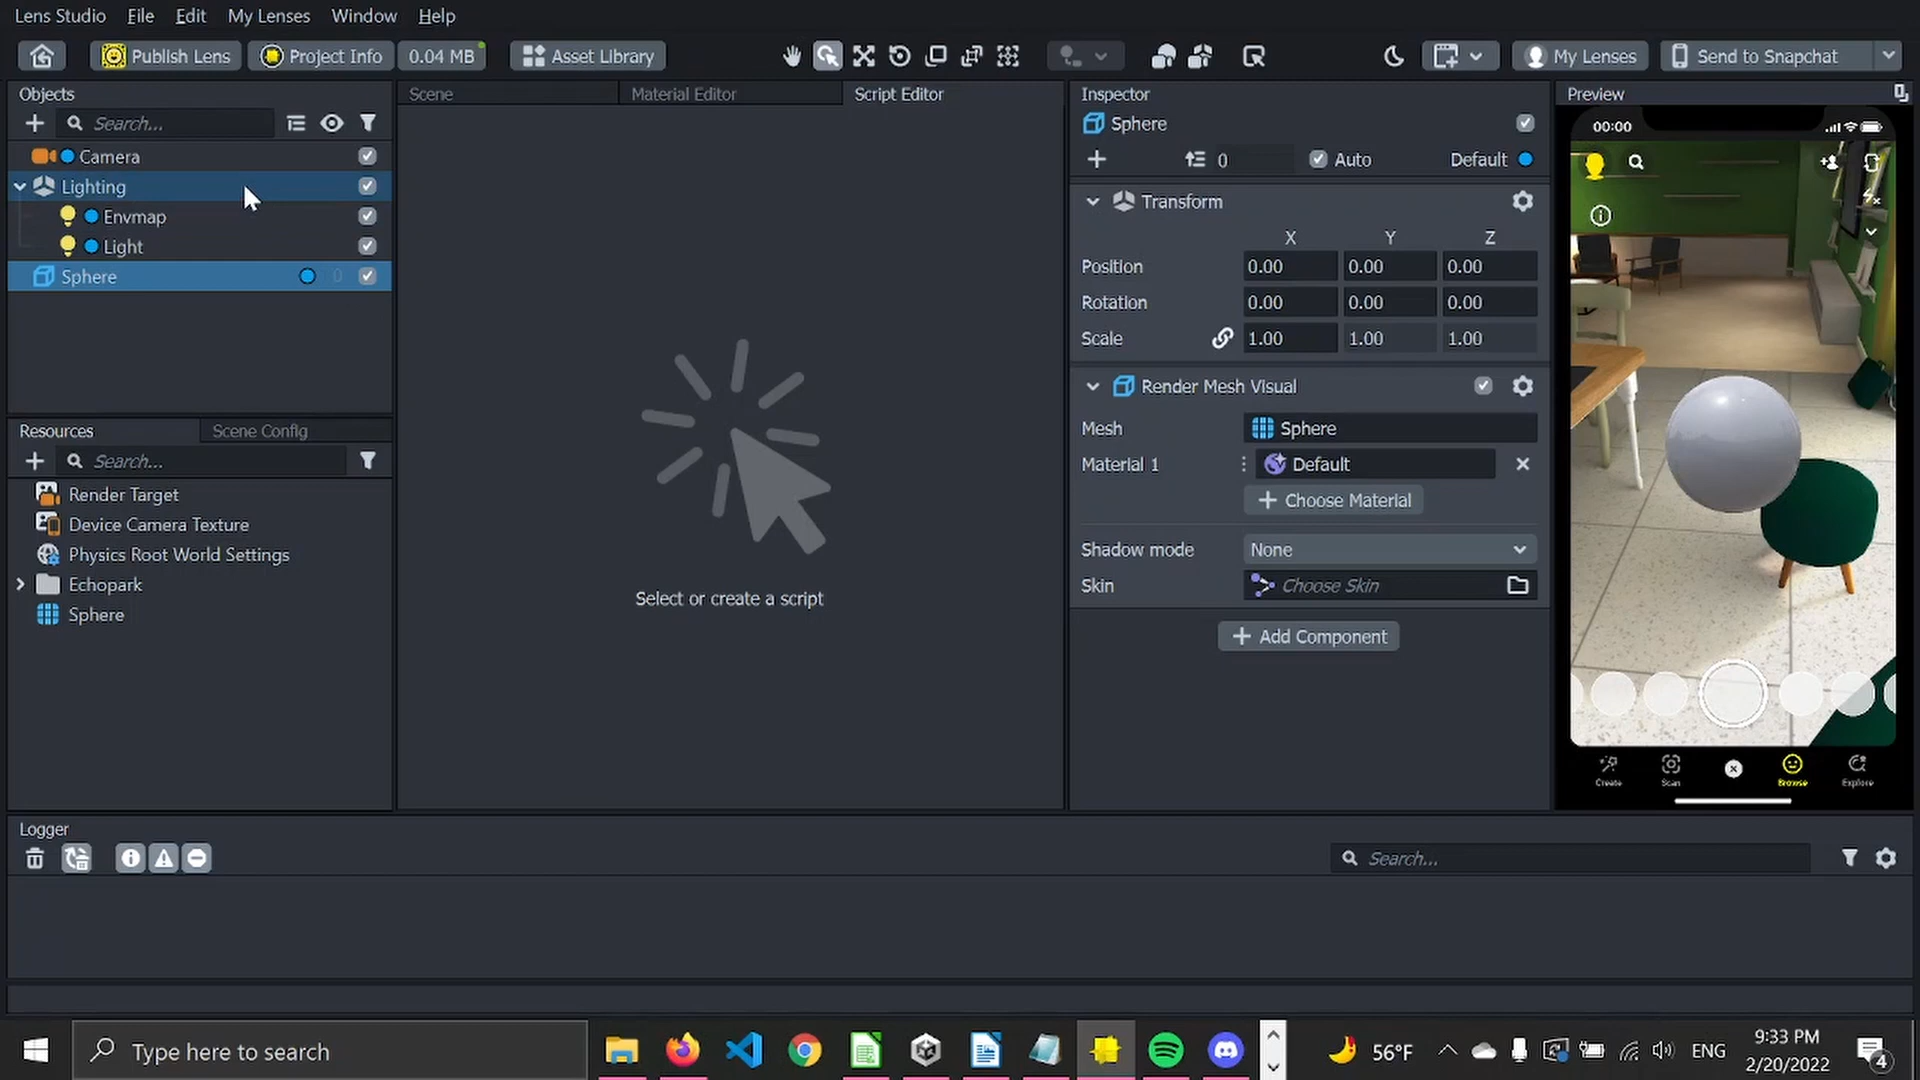 Lens Studio File Edit My Lenses Window Help
Publish Lens Project Info 0.04 MB Asset Library My Lenses Send to Snapchat
Objects
Search...
Camera
Lighting
Envmap
Light
Sphere 0
Resources Scene Config
Search...
Render Target
Device Camera Texture
Physics Root World Settings
Echopark
Sphere
Scene Material Editor Script Editor
Select or create a script
Inspector
Sphere
0 Auto Default
Transform
X Y Z
Position 0.00 0.00 0.00
Rotation 0.00 0.00 0.00
Scale 1.00 1.00 1.00
Render Mesh Visual
Mesh Sphere
Material 1 Default
Choose Material
Shadow mode None
Skin Choose Skin
Add Component
Preview
00:00
Create Scan Browse Explore
Logger
Search...
Type here to search
56°F ENG 9:33 PM
2/20/2022
4